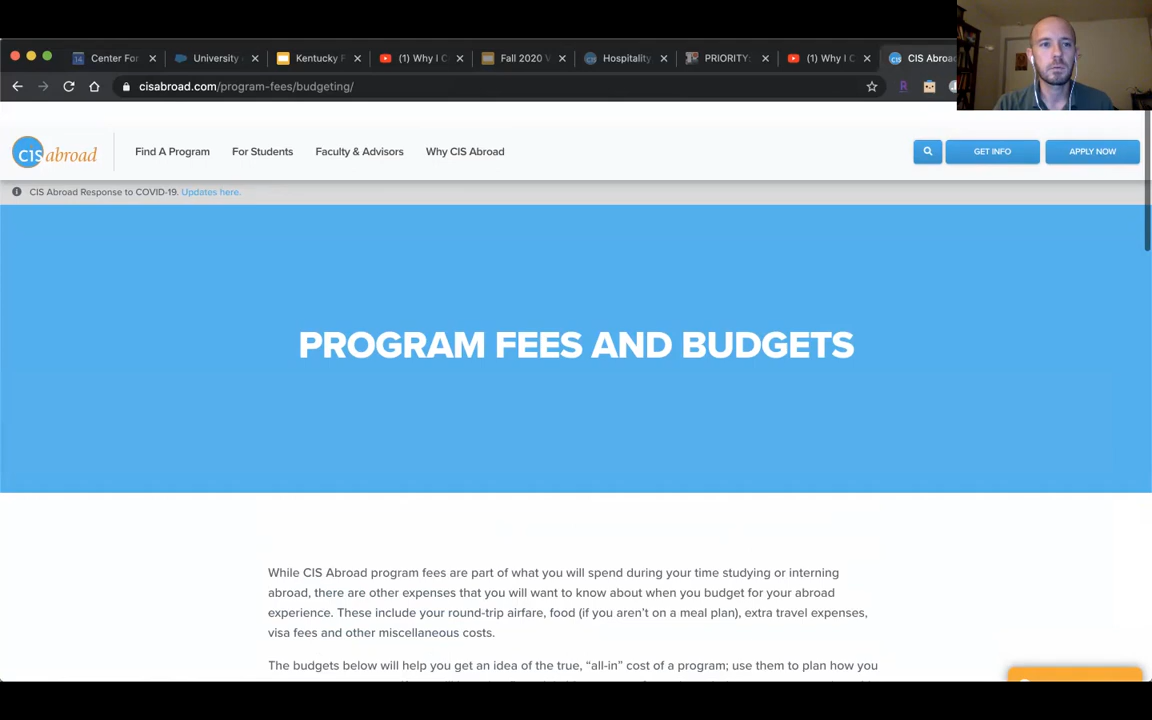 Center For
University
Kentucky F
(1) Why I C
Fall 2020 V
Hospitality
PRIORITY:
(1) Why I C
CIS Abroa
cisabroad.com/program-fees/budgeting/
CIS abroad
Find A Program
For Students
Faculty & Advisors
Why CIS Abroad
GET INFO
APPLY NOW
CIS Abroad Response to COVID-19. Updates here.
PROGRAM FEES AND BUDGETS
While CIS Abroad program fees are part of what you will spend during your time studying or interning
abroad, there are other expenses that you will want to know about when you budget for your abroad
experience. These include your round-trip airfare, food (if you aren't on a meal plan), extra travel expenses,
visa fees and other miscellaneous costs.
The budgets below will help you get an idea of the true, “all-in” cost of a program; use them to plan how you